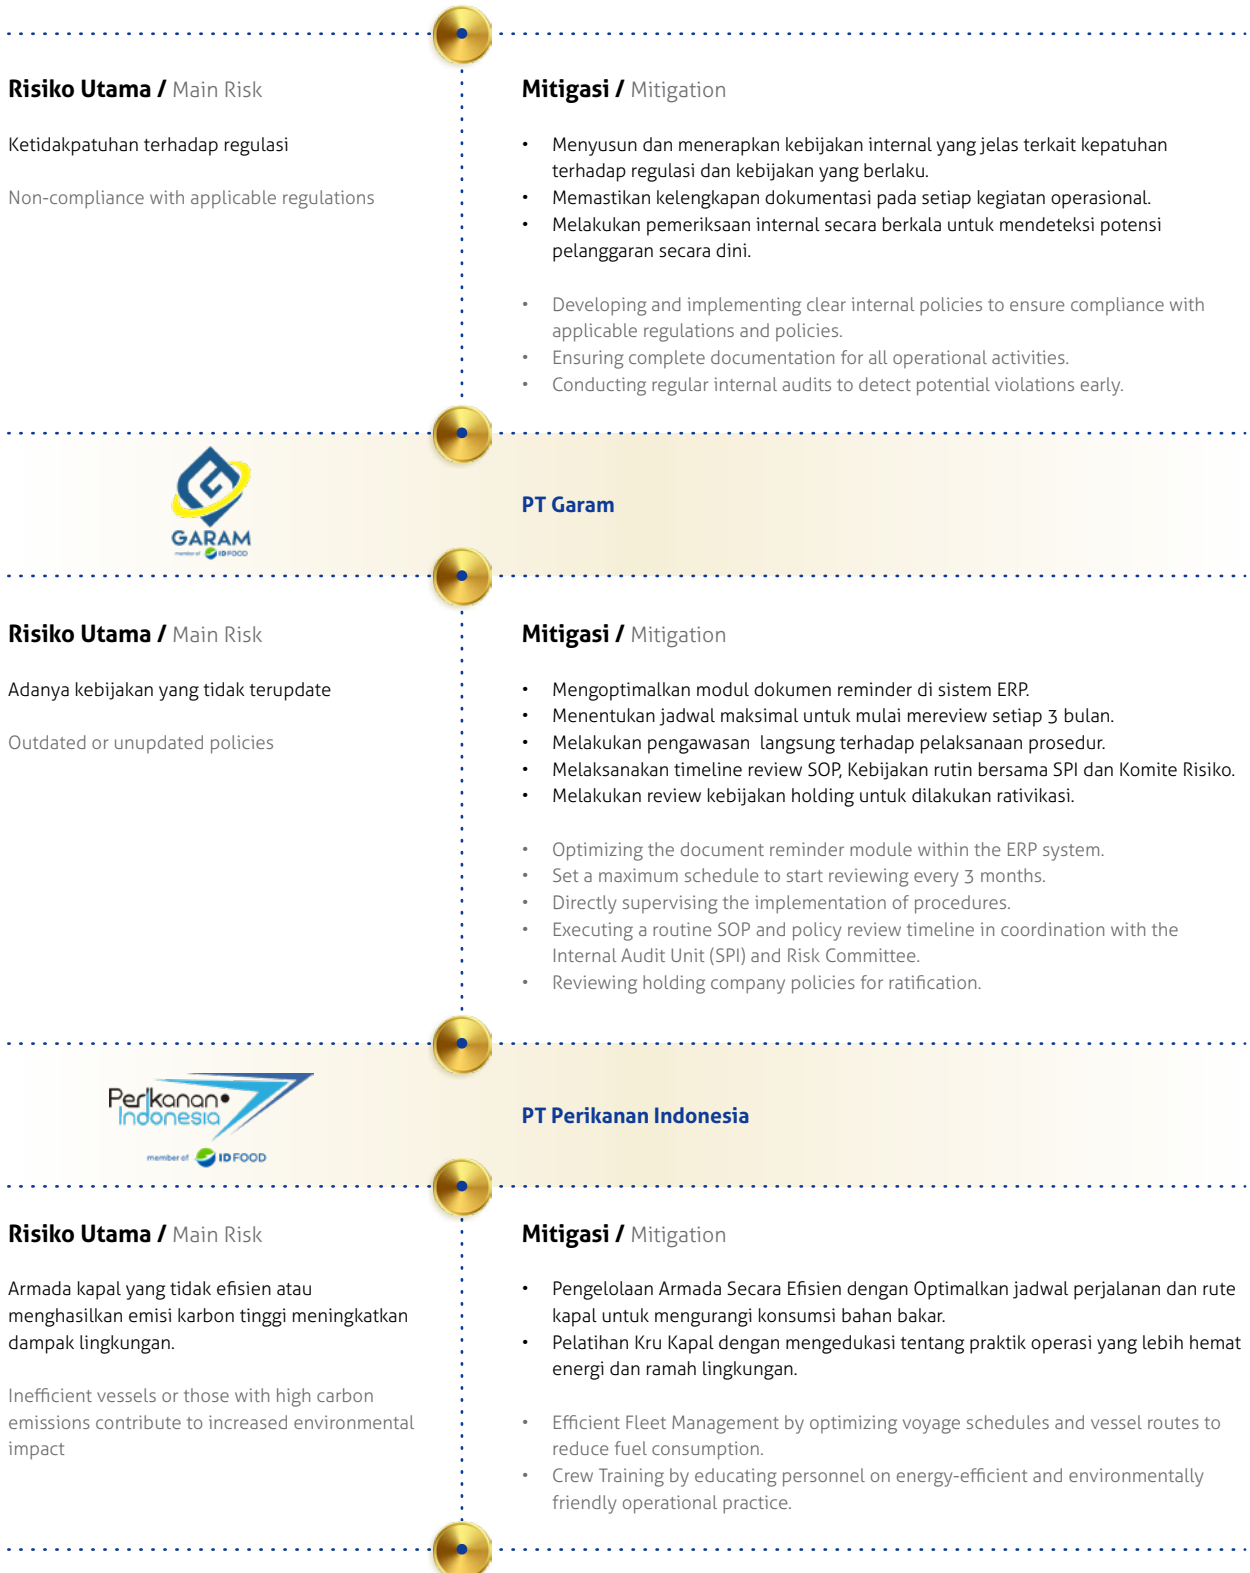 Risiko Utama / Main Risk
Ketidakpatuhan terhadap regulasi
Non-compliance with applicable regulations
Mitigasi / Mitigation
• Menyusun dan menerapkan kebijakan internal yang jelas terkait kepatuhan
terhadap regulasi dan kebijakan yang berlaku.
• Memastikan kelengkapan dokumentasi pada setiap kegiatan operasional.
• Melakukan pemeriksaan internal secara berkala untuk mendeteksi potensi
pelanggaran secara dini.
• Developing and implementing clear internal policies to ensure compliance with
applicable regulations and policies.
• Ensuring complete documentation for all operational activities.
• Conducting regular internal audits to detect potential violations early.
GARAM
member of ID FOOD
PT Garam
Risiko Utama / Main Risk
Adanya kebijakan yang tidak terupdate
Outdated or unupdated policies
Mitigasi / Mitigation
• Mengoptimalkan modul dokumen reminder di sistem ERP.
• Menentukan jadwal maksimal untuk mulai mereview setiap 3 bulan.
• Melakukan pengawasan  langsung terhadap pelaksanaan prosedur.
• Melaksanakan timeline review SOP, Kebijakan rutin bersama SPI dan Komite Risiko.
• Melakukan review kebijakan holding untuk dilakukan rativikasi.
• Optimizing the document reminder module within the ERP system.
• Set a maximum schedule to start reviewing every 3 months.
• Directly supervising the implementation of procedures.
• Executing a routine SOP and policy review timeline in coordination with the
Internal Audit Unit (SPI) and Risk Committee.
• Reviewing holding company policies for ratification.
Perikanan
Indonesia
member of ID FOOD
PT Perikanan Indonesia
Risiko Utama / Main Risk
Armada kapal yang tidak efisien atau
menghasilkan emisi karbon tinggi meningkatkan
dampak lingkungan.
Inefficient vessels or those with high carbon
emissions contribute to increased environmental
impact
Mitigasi / Mitigation
• Pengelolaan Armada Secara Efisien dengan Optimalkan jadwal perjalanan dan rute
kapal untuk mengurangi konsumsi bahan bakar.
• Pelatihan Kru Kapal dengan mengedukasi tentang praktik operasi yang lebih hemat
energi dan ramah lingkungan.
• Efficient Fleet Management by optimizing voyage schedules and vessel routes to
reduce fuel consumption.
• Crew Training by educating personnel on energy-efficient and environmentally
friendly operational practice.